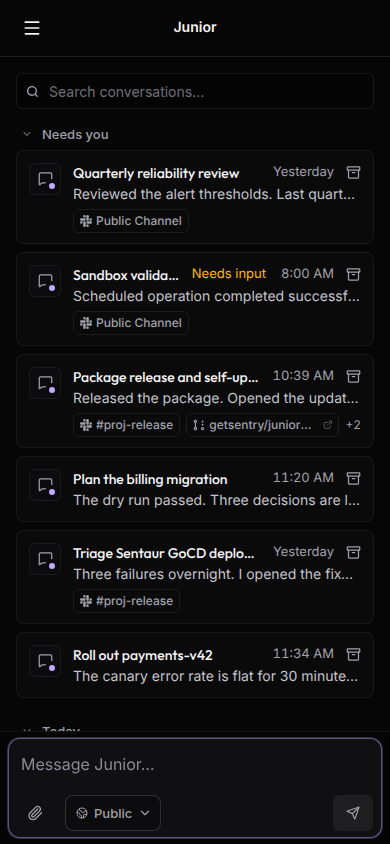 Junior
Search conversations...
Needs you
Quarterly reliability review Yesterday
Reviewed the alert thresholds. Last quart...
Public Channel
Sandbox valida... Needs input 8:00 AM
Scheduled operation completed successf...
Public Channel
Package release and self-up... 10:39 AM
Released the package. Opened the updat...
#proj-release getsentry/junior... +2
Plan the billing migration 11:20 AM
The dry run passed. Three decisions are l...
Triage Sentaur GoCD deplo... Yesterday
Three failures overnight. I opened the fix...
#proj-release
Roll out payments-v42 11:34 AM
The canary error rate is flat for 30 minute...
Today
Message Junior...
Public